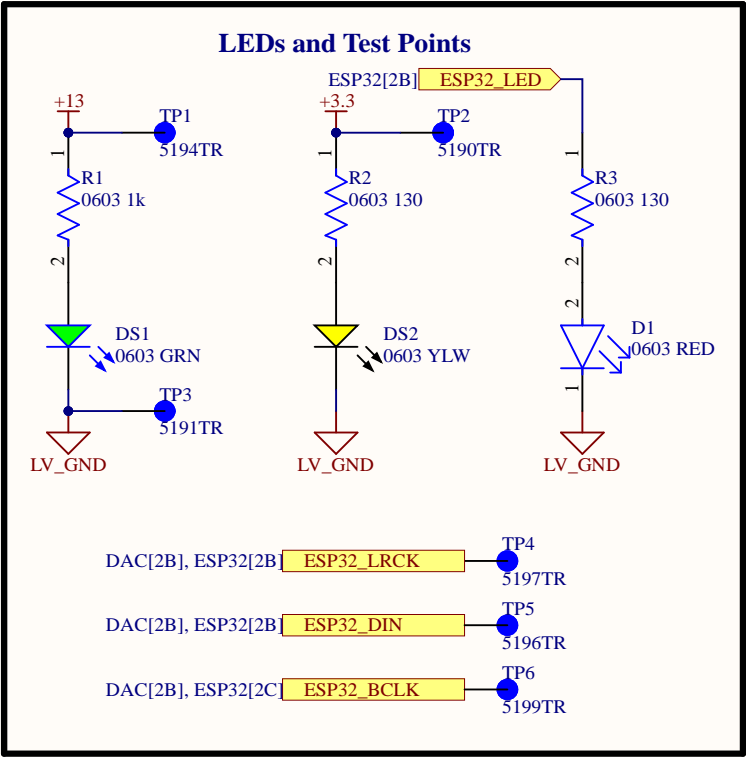 LEDs and Test Points
ESP32[2B] ESP32_LED
+13
TP1
5194TR
+3.3
TP2
5190TR
1
R1
0603 1k
2
1
R2
0603 130
2
1
R3
0603 130
2
2
DS1
0603 GRN
DS2
0603 YLW
D1
0603 RED
1
TP3
5191TR
LV_GND
LV_GND
LV_GND
DAC[2B], ESP32[2B] ESP32_LRCK
TP4
5197TR
DAC[2B], ESP32[2B] ESP32_DIN
TP5
5196TR
DAC[2B], ESP32[2C] ESP32_BCLK
TP6
5199TR